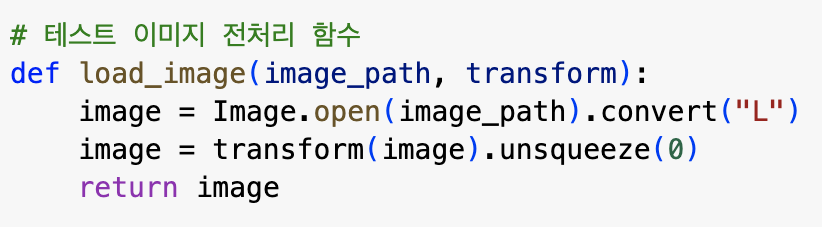 # 테스트 이미지 전처리 함수
def load_image(image_path, transform):
    image = Image.open(image_path).convert("L")
    image = transform(image).unsqueeze(0)
    return image